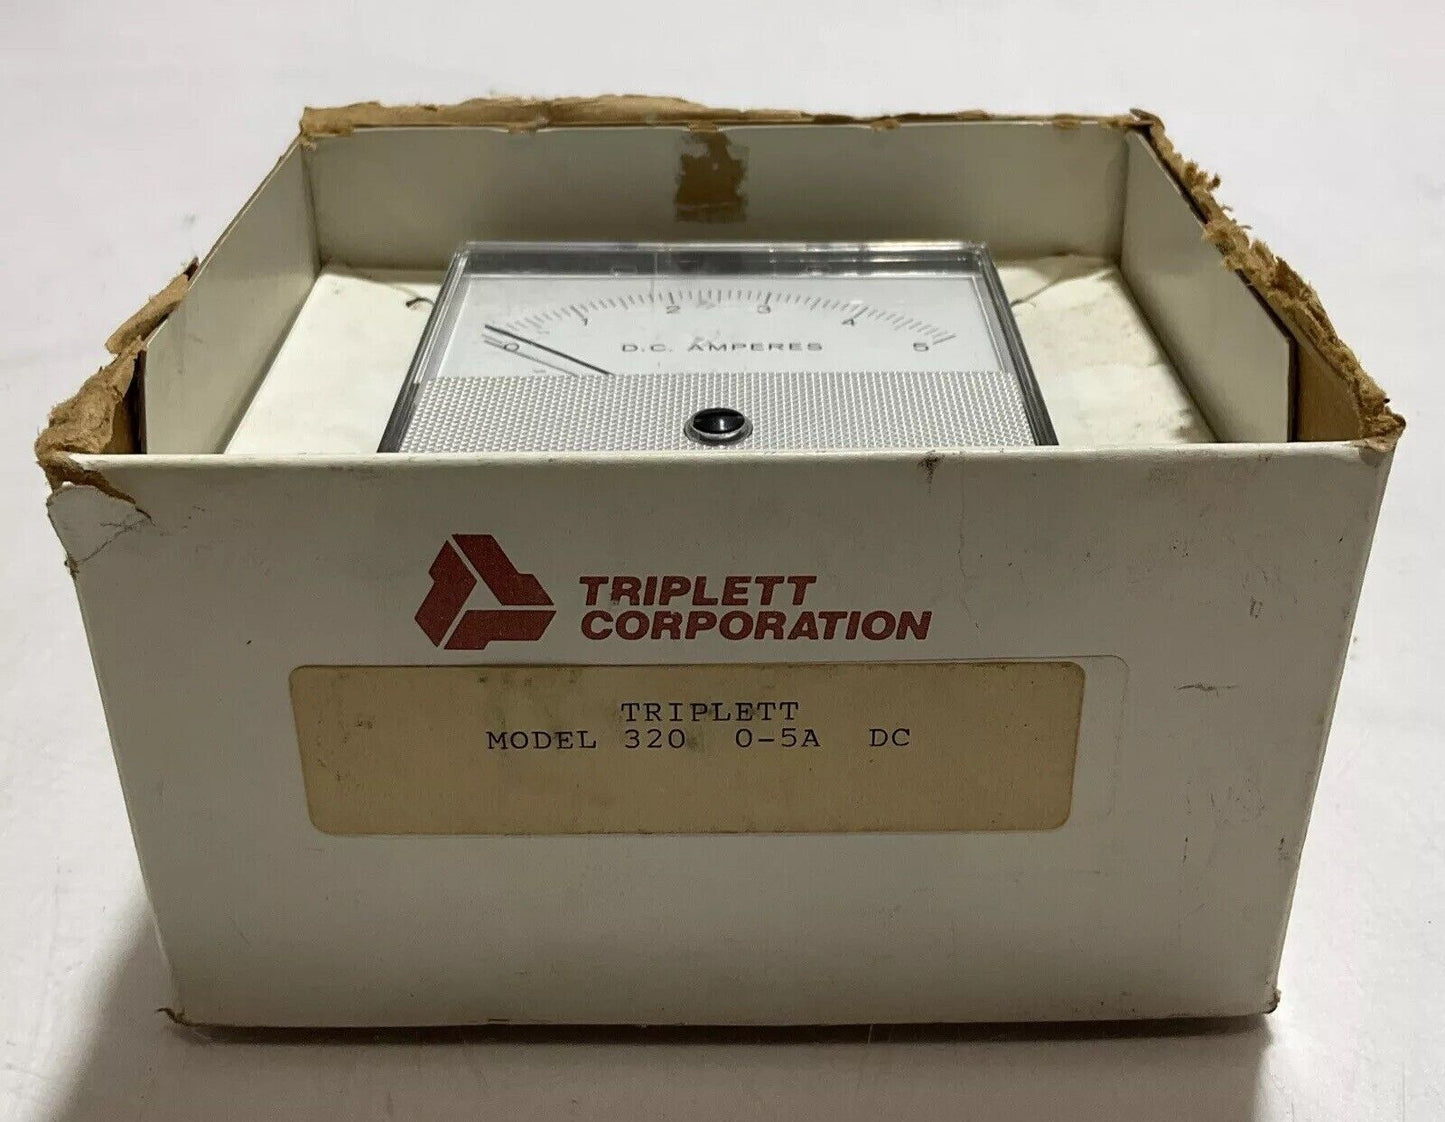 0 1 2 3 4 5
D.C. AMPERES
TRIPLETT
CORPORATION
TRIPLETT
MODEL 320 0-5A DC